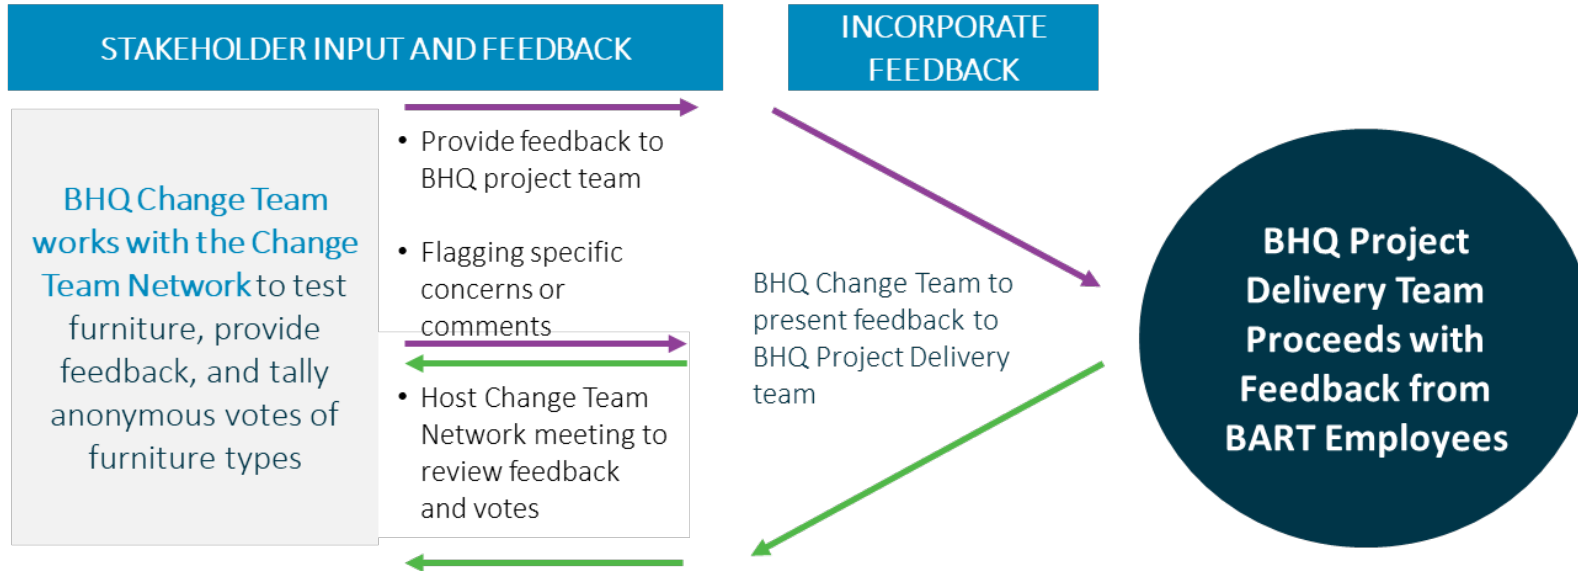 STAKEHOLDER INPUT AND FEEDBACK
INCORPORATE
FEEDBACK
BHQ Change Team
works with the Change
Team Network to test
furniture, provide
feedback, and tally
anonymous votes of
furniture types
• Provide feedback to
BHQ project team
• Flagging specific
concerns or
comments
• Host Change Team
Network meeting to
review feedback
and votes
BHQ Change Team to
present feedback to
BHQ Project Delivery
team
BHQ Project
Delivery Team
Proceeds with
Feedback from
BART Employees